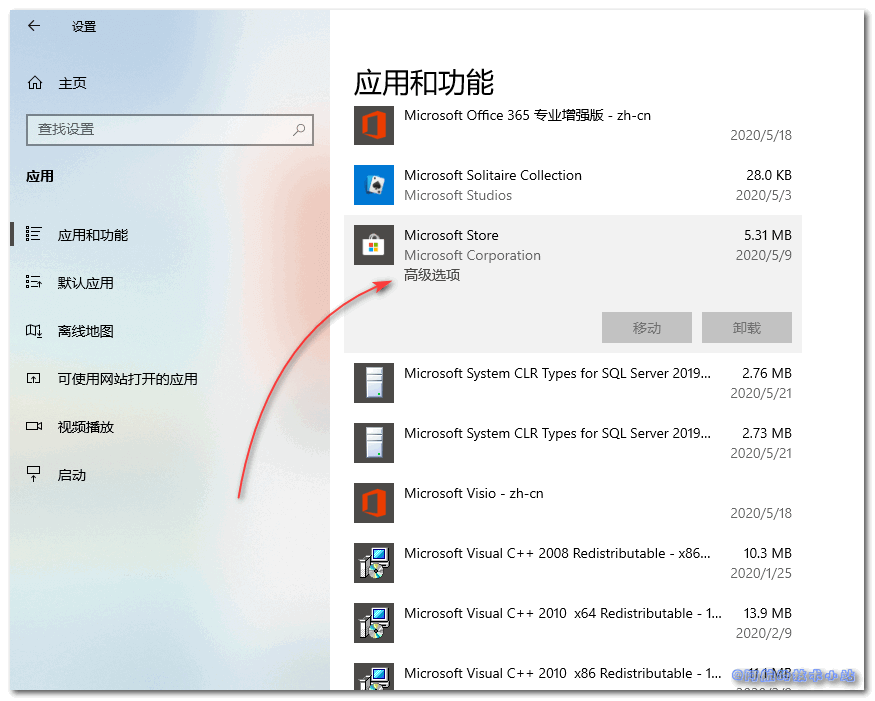 设置
主页
查找设置
应用
应用和功能
默认应用
离线地图
可使用网站打开的应用
视频播放
启动
应用和功能
Microsoft Office 365 专业增强版 - zh-cn
2020/5/18
Microsoft Solitaire Collection 28.0 KB
Microsoft Studios 2020/5/3
Microsoft Store 5.31 MB
Microsoft Corporation 2020/5/9
高级选项
移动 卸载
Microsoft System CLR Types for SQL Server 2019... 2.76 MB
2020/5/21
Microsoft System CLR Types for SQL Server 2019... 2.73 MB
2020/5/21
Microsoft Visio - zh-cn
2020/5/18
Microsoft Visual C++ 2008 Redistributable - x86... 10.3 MB
2020/1/25
Microsoft Visual C++ 2010 x64 Redistributable - 1... 13.9 MB
2020/2/9
Microsoft Visual C++ 2010 x86 Redistributable - 1... 11.1 MB